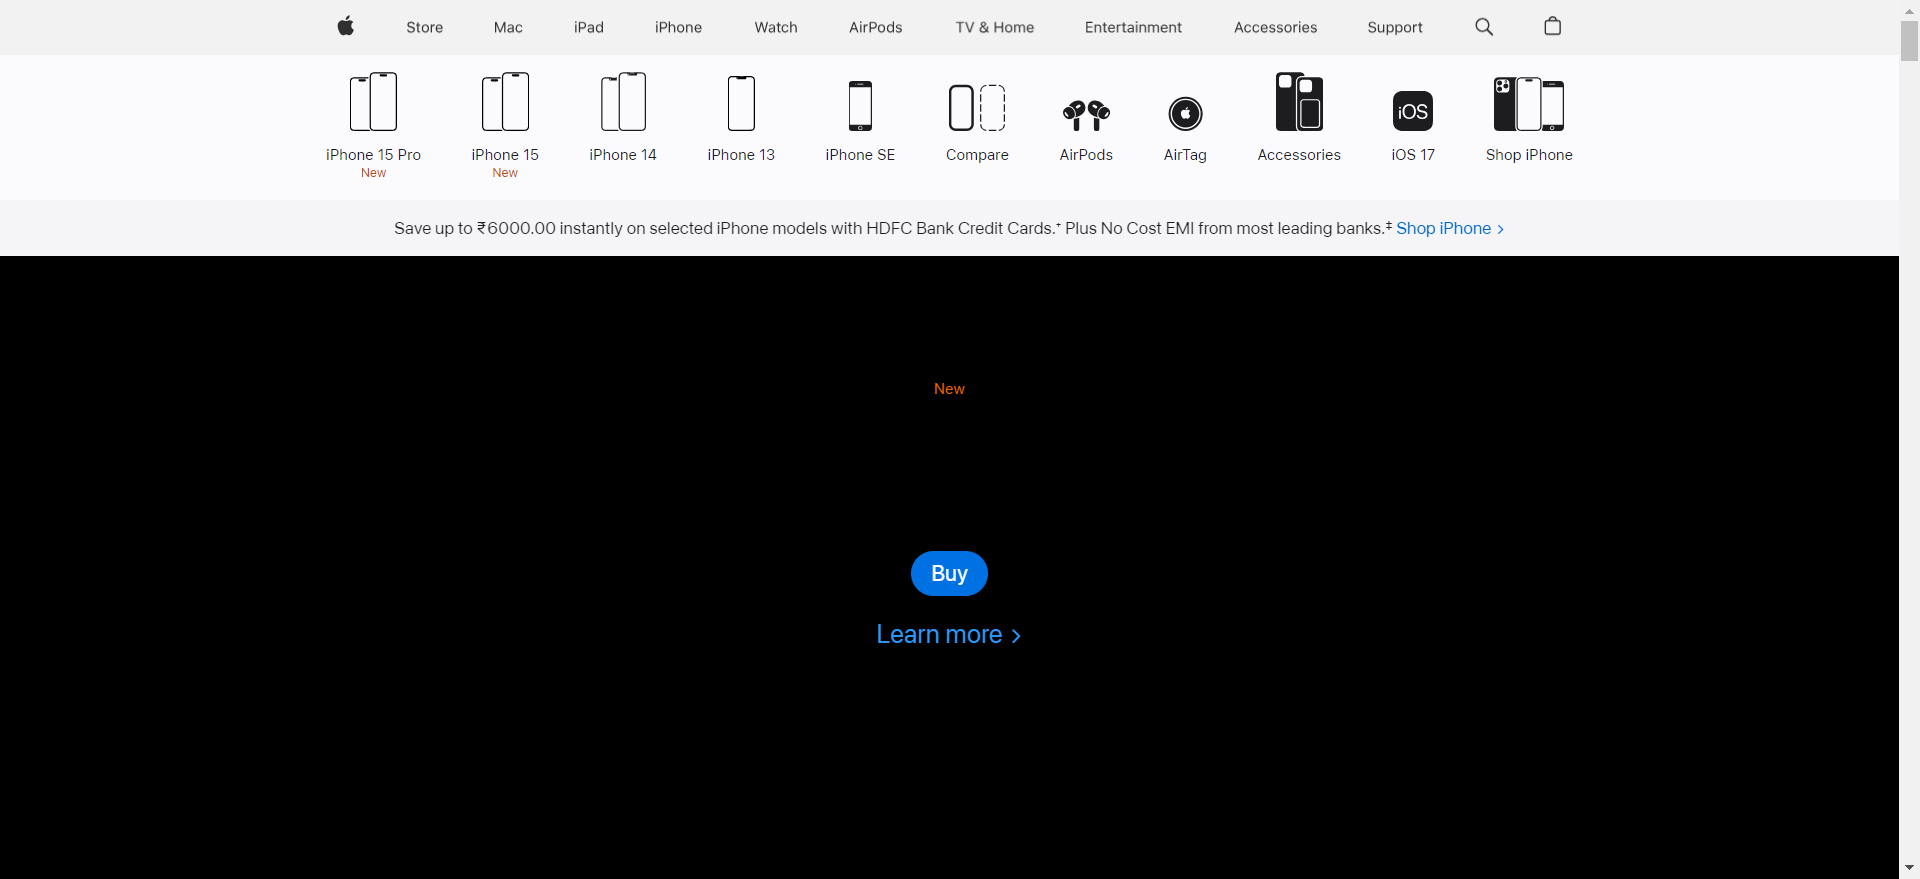 Store Mac iPad iPhone Watch AirPods TV & Home Entertainment Accessories Support
iOS
iPhone 15 Pro iPhone 15 iPhone 14 iPhone 13 iPhone SE Compare AirPods AirTag Accessories iOS 17 Shop iPhone
New New
Save up to ₹6000.00 instantly on selected iPhone models with HDFC Bank Credit Cards.⁺ Plus No Cost EMI from most leading banks.‡ Shop iPhone >
New
Buy
Learn more >